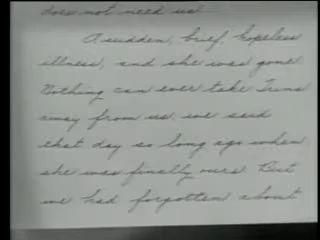 does not need us
A sudden, brief, hopeless
illness, and she was gone.
Nothing can ever take Trina
away from us, we said
that day so long ago when
she was finally ours. But
we had forgotten about